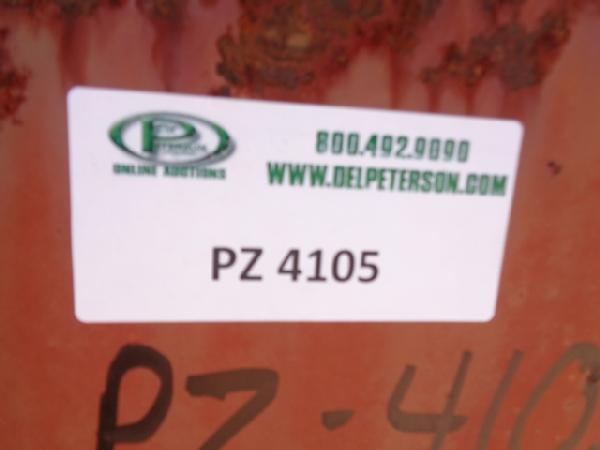 PETERSON
ONLINE AUCTIONS
800.492.9090
WWW.DELPETERSON.COM
PZ 4105
PZ-410